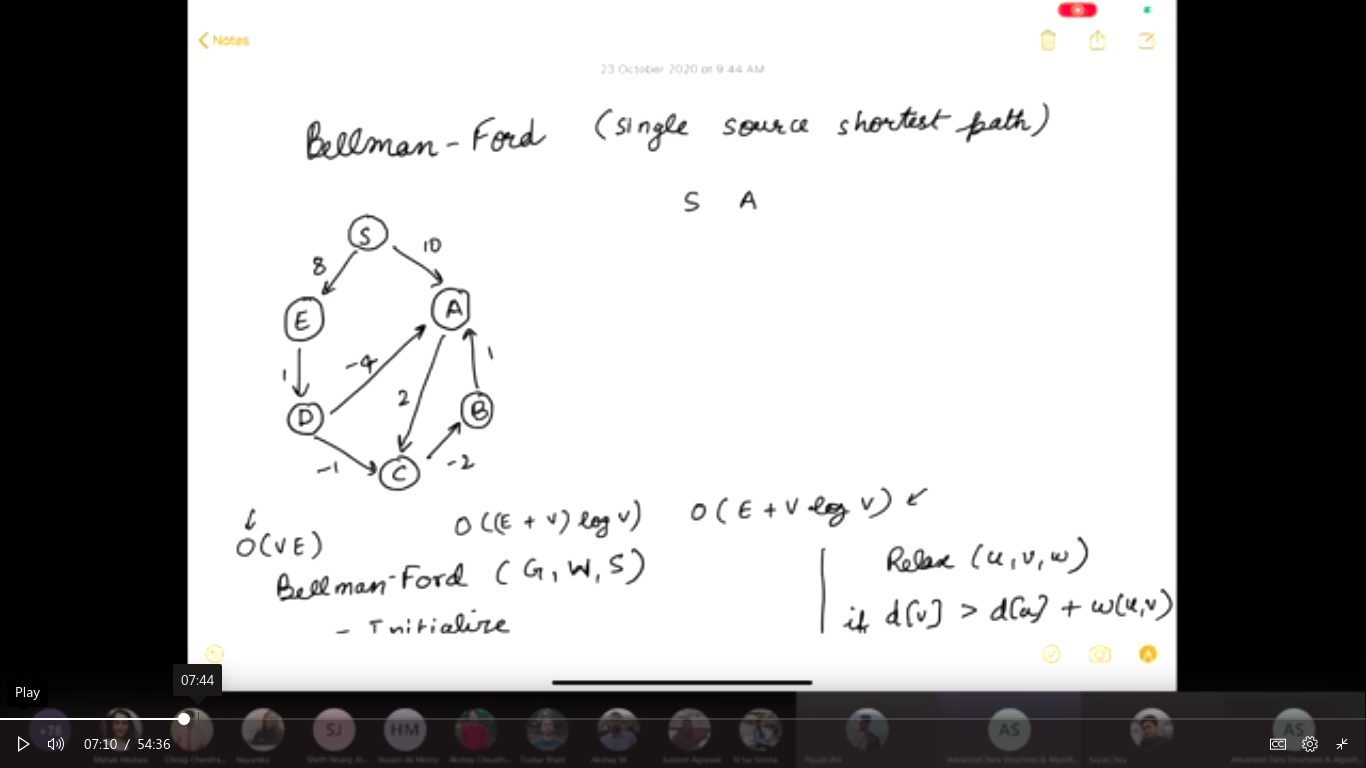 Notes
23 October 2020 at 9:44 AM
Bellman-Ford (single source shortest path)
S A
S
10
8
E
A
1
-4
1
2
D
B
-1
C
-2
O(VE)
O((E + V) log V)
O(E + V log V)
Bellman-Ford (G, W, S)
- Initialize
Relax (u, v, w)
if d[v] > d[u] + w(u,v)
07:44
Play
+78
SJ
HM
AS
AS
07:10 / 54:36
CC